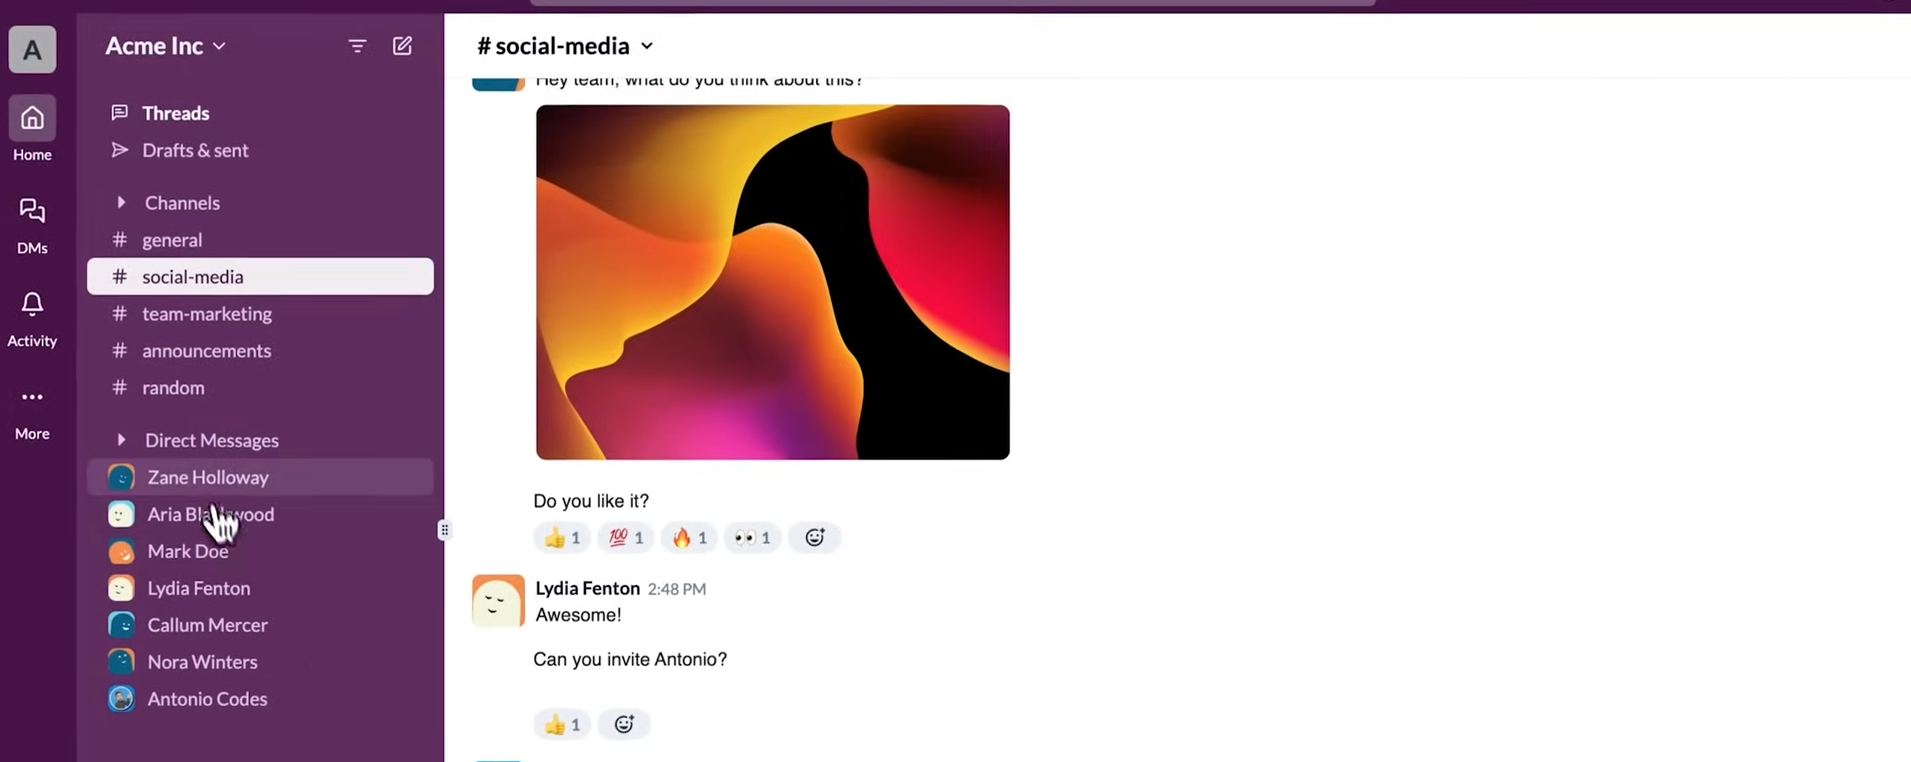 A
Acme Inc
Home
DMs
Activity
More
Threads
Drafts & sent
Channels
# general
# social-media
# team-marketing
# announcements
# random
Direct Messages
Zane Holloway
Aria
Mark Doe
Lydia Fenton
Callum Mercer
Nora Winters
Antonio Codes
# social-media
Hey team, what do you think about this?
Do you like it?
👍 1 💯 1 🔥 1 👀 1
Lydia Fenton 2:48 PM
Awesome!
Can you invite Antonio?
👍 1